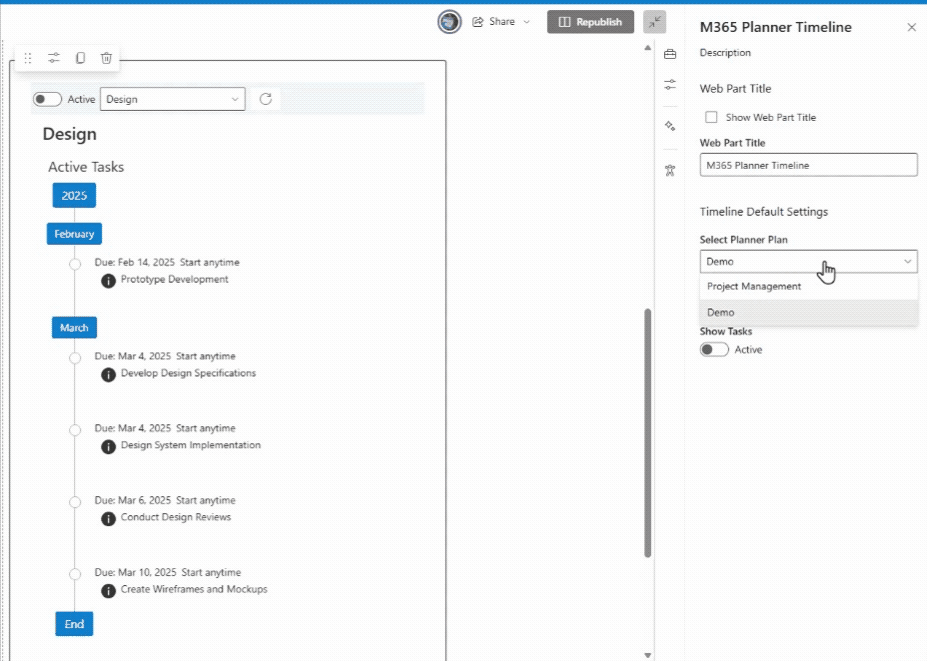 Share
Republish
Active
Design
Design
Active Tasks
2025
February
Due: Feb 14, 2025 Start anytime
Prototype Development
March
Due: Mar 4, 2025 Start anytime
Develop Design Specifications
Due: Mar 4, 2025 Start anytime
Design System Implementation
Due: Mar 6, 2025 Start anytime
Conduct Design Reviews
Due: Mar 10, 2025 Start anytime
Create Wireframes and Mockups
End
M365 Planner Timeline
Description
Web Part Title
Show Web Part Title
Web Part Title
M365 Planner Timeline
Timeline Default Settings
Select Planner Plan
Demo
Project Management
Demo
Show Tasks
Active